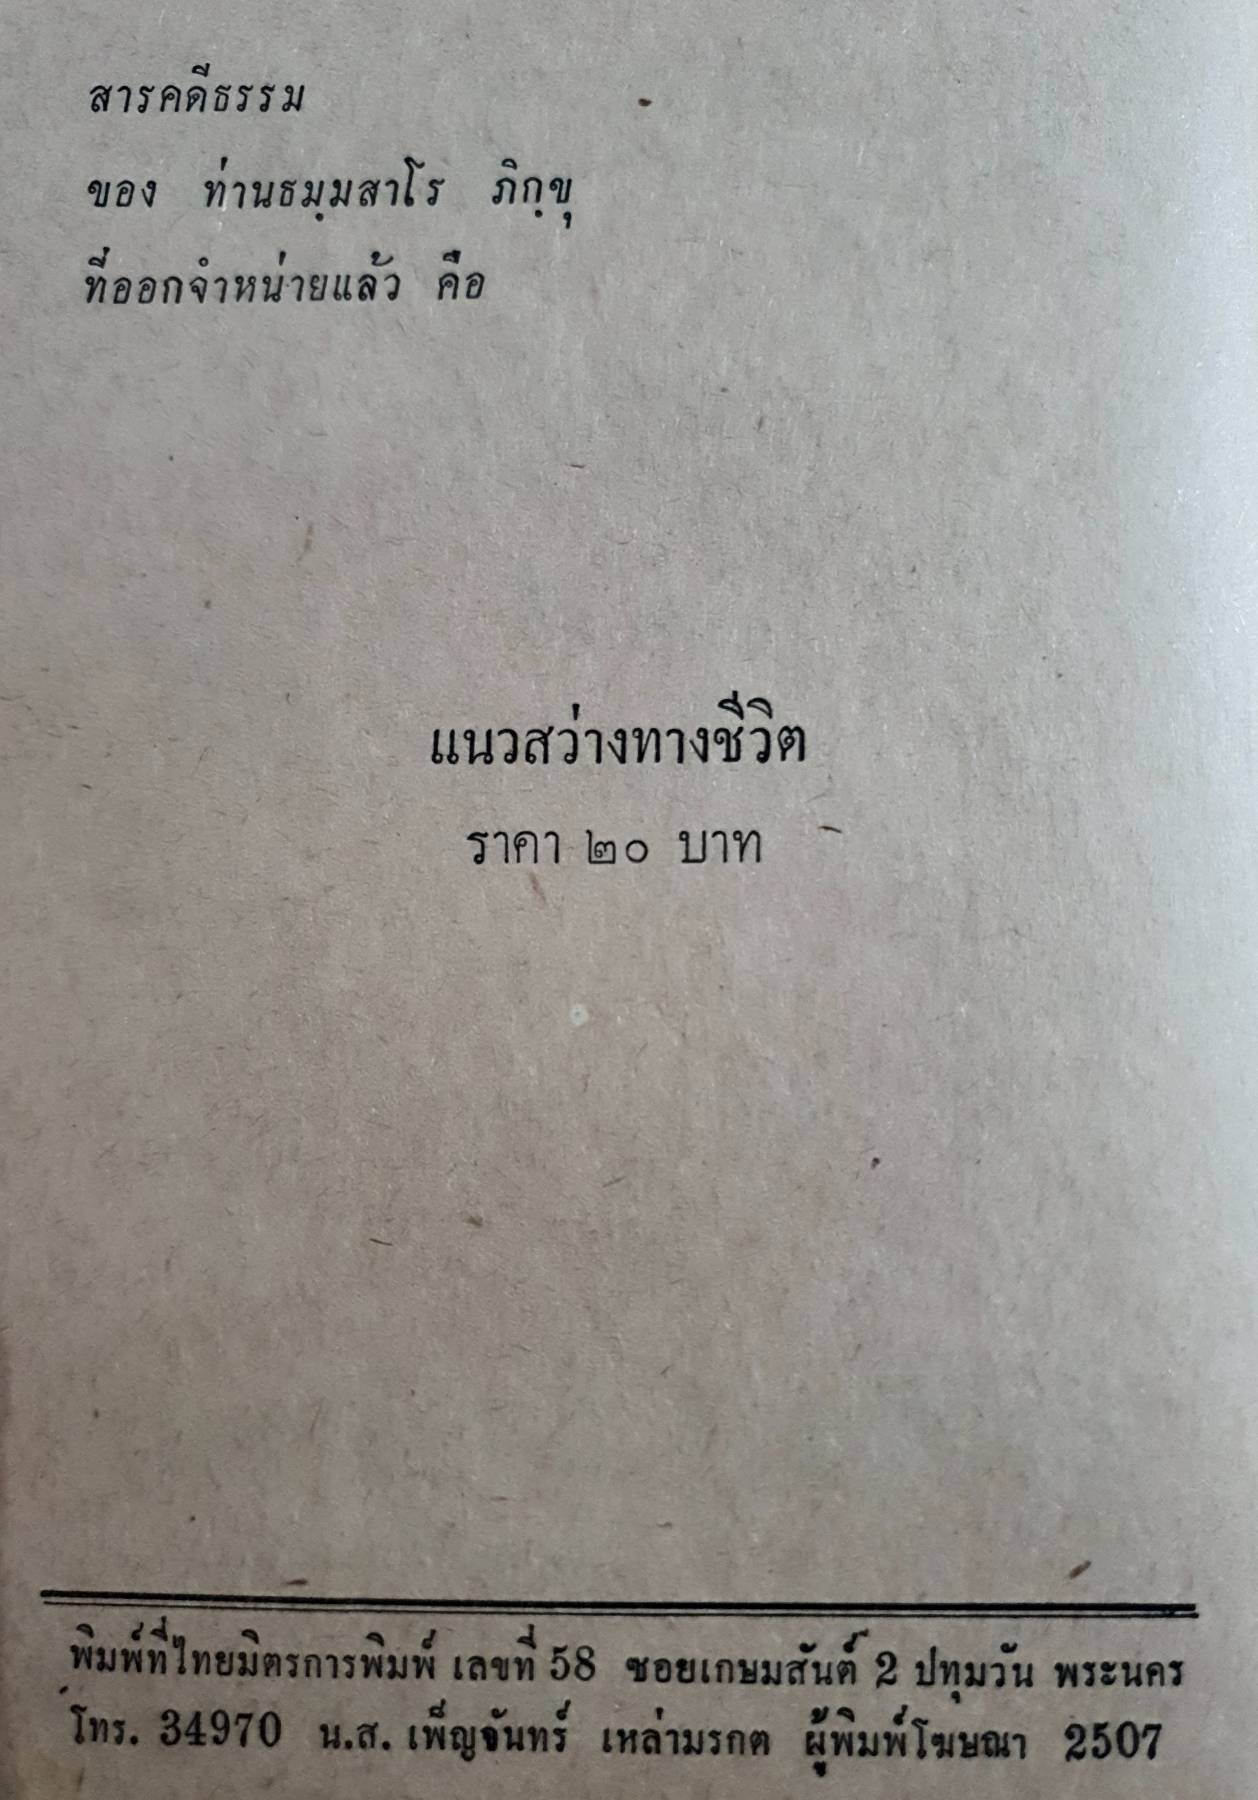 สารคดีธรรม
ของ ท่านธมฺมสาโร ภิกฺขุ
ที่ออกจำหน่ายแล้ว คือ
แนวสว่างทางชีวิต
ราคา ๒๐ บาท
พิมพ์ที่ไทยมิตรการพิมพ์ เลขที่ 58 ซอยเกษมสันต์ 2 ปทุมวัน พระนคร
โทร. 34970 น.ส. เพ็ญจันทร์ เหล่ามรกต ผู้พิมพ์โฆษณา 2507